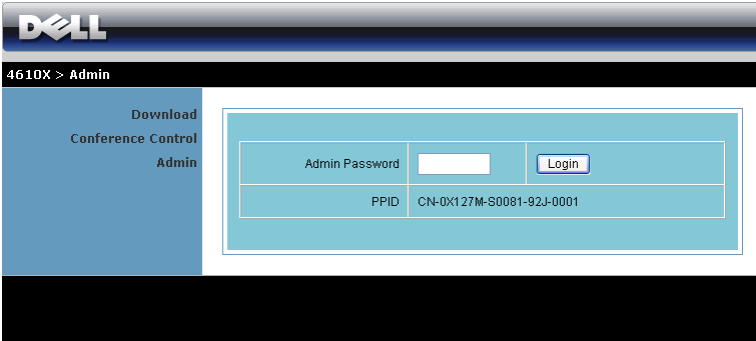 DELL
4610X > Admin
Download
Conference Control
Admin
Admin Password
Login
PPID
CN-0X127M-S0081-92J-0001